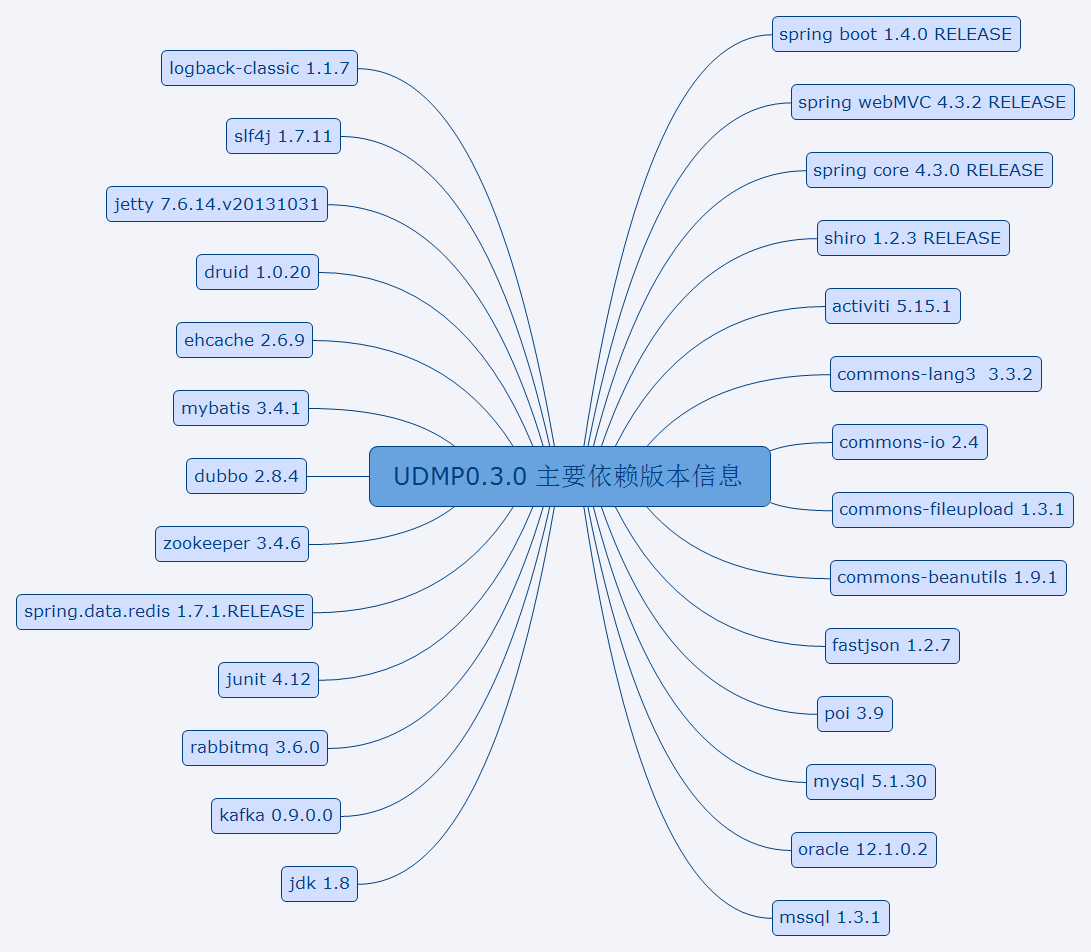 UDMP0.3.0 主要依赖版本信息
spring boot 1.4.0 RELEASE
spring webMVC 4.3.2 RELEASE
spring core 4.3.0 RELEASE
shiro 1.2.3 RELEASE
activiti 5.15.1
commons-lang3  3.3.2
commons-io 2.4
commons-fileupload 1.3.1
commons-beanutils 1.9.1
fastjson 1.2.7
poi 3.9
mysql 5.1.30
oracle 12.1.0.2
mssql 1.3.1
logback-classic 1.1.7
slf4j 1.7.11
jetty 7.6.14.v20131031
druid 1.0.20
ehcache 2.6.9
mybatis 3.4.1
dubbo 2.8.4
zookeeper 3.4.6
spring.data.redis 1.7.1.RELEASE
junit 4.12
rabbitmq 3.6.0
kafka 0.9.0.0
jdk 1.8